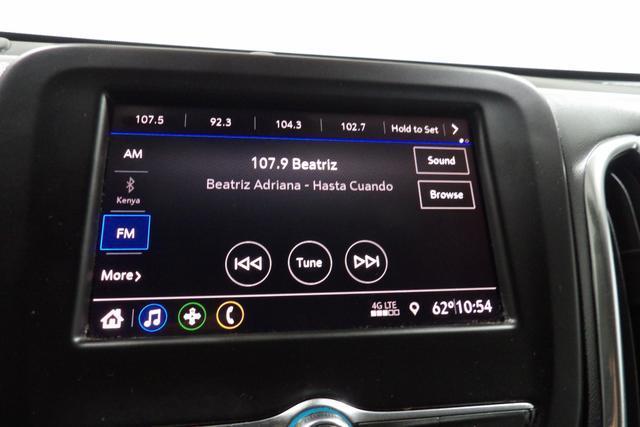 107.5 92.3 104.3 102.7 Hold to Set
AM
107.9 Beatriz
Sound
Beatriz Adriana - Hasta Cuando
Browse
Kenya
FM
Tune
More
4G LTE
62° 10:54